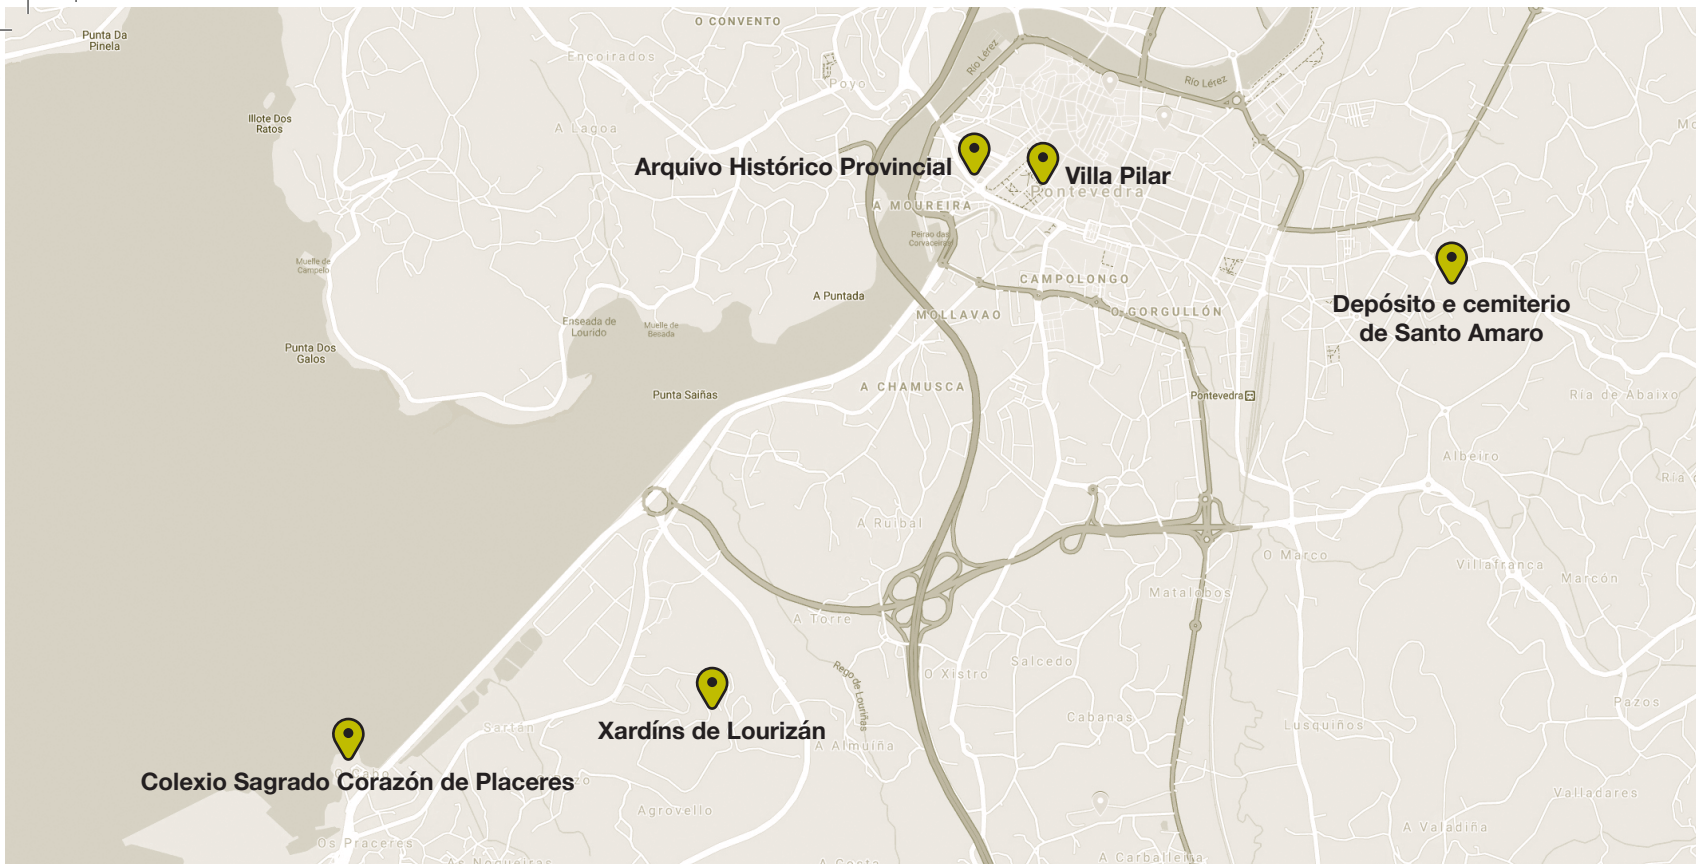 O CONVENTO
Punta Da
Pinela
Encoirados
Río Lérez
Río Lérez
Poyo
Illote Dos
Ratos
A Lagoa
Arquivo Histórico Provincial
Villa Pilar
Pontevedra
A MOUREIRA
Peirao das
Corvaceiras
Muelle de
Campelo
CAMPOLONGO
A Puntada
Depósito e cemiterio
de Santo Amaro
MOLLAVAO
O GORGULLÓN
Enseada de
Lourido
Muelle de
Besada
Punta Dos
Galos
A CHAMUSCA
Punta Saiñas
Pontevedra
Ria de Abaixo
Albeiro
A Ruibal
O Marco
Villafranca
Marcón
Matalobos
A Torre
Salcedo
O Xistro
Rego de Louriñas
Pazos
Cabanas
Lusquiños
Sartán
Xardíns de Lourizán
A Almuiña
O Cabo
Colexio Sagrado Corazón de Placeres
Agrovello
Valladares
A Valadiña
Os Praceres
As Nogueiras
A Costa
A Carballeira